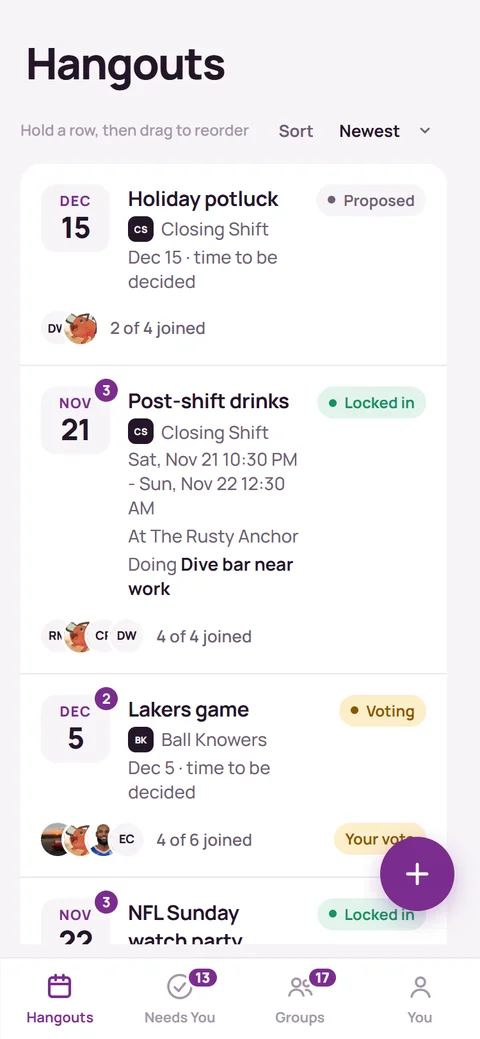 Hangouts
Hold a row, then drag to reorder Sort Newest
DEC
15
Holiday potluck
Proposed
CS Closing Shift
Dec 15 · time to be
decided
DW
2 of 4 joined
3
NOV
21
Post-shift drinks
Locked in
CS Closing Shift
Sat, Nov 21 10:30 PM
- Sun, Nov 22 12:30
AM
At The Rusty Anchor
Doing Dive bar near
work
DW
4 of 4 joined
2
DEC
5
Lakers game
Voting
BK Ball Knowers
Dec 5 · time to be
decided
EC
4 of 6 joined
Your vote
3
NOV
22
NFL Sunday
watch party
Locked in
Hangouts
13
Needs You
17
Groups
You